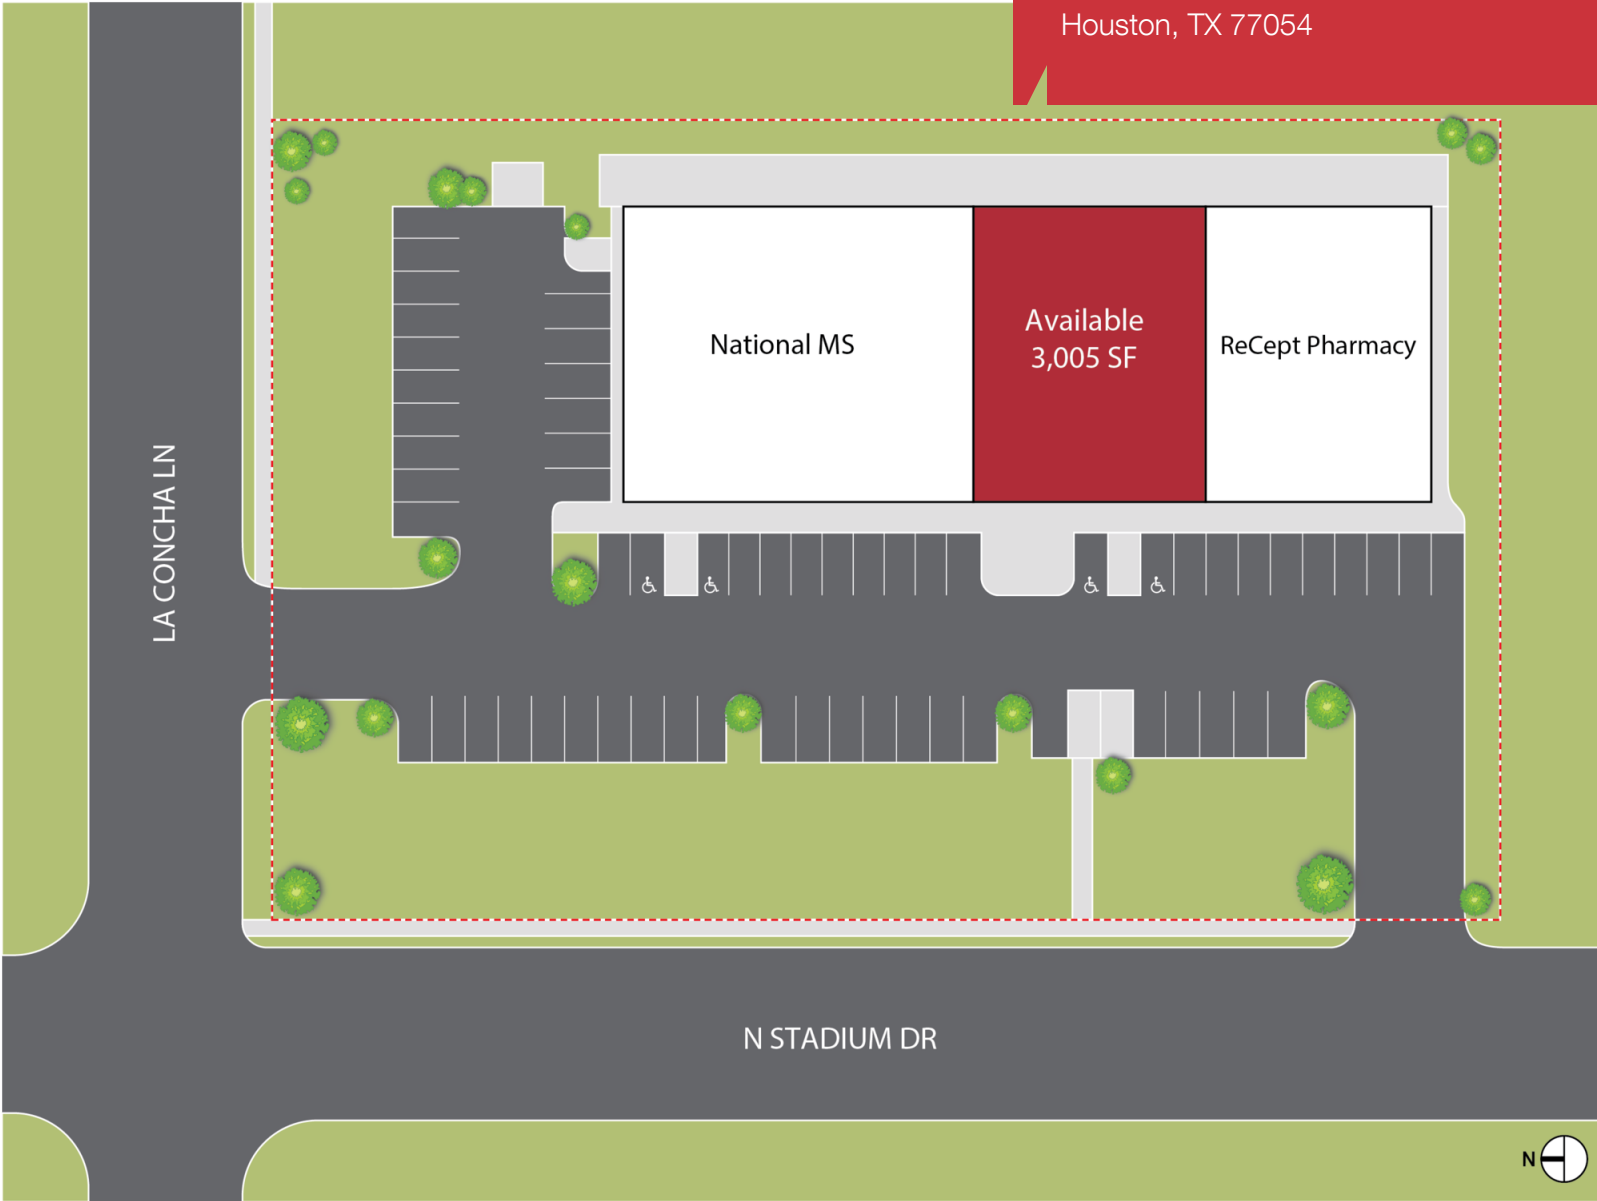 Houston, TX 77054
National MS
Available
3,005 SF
ReCept Pharmacy
LA CONCHA LN
N STADIUM DR
N